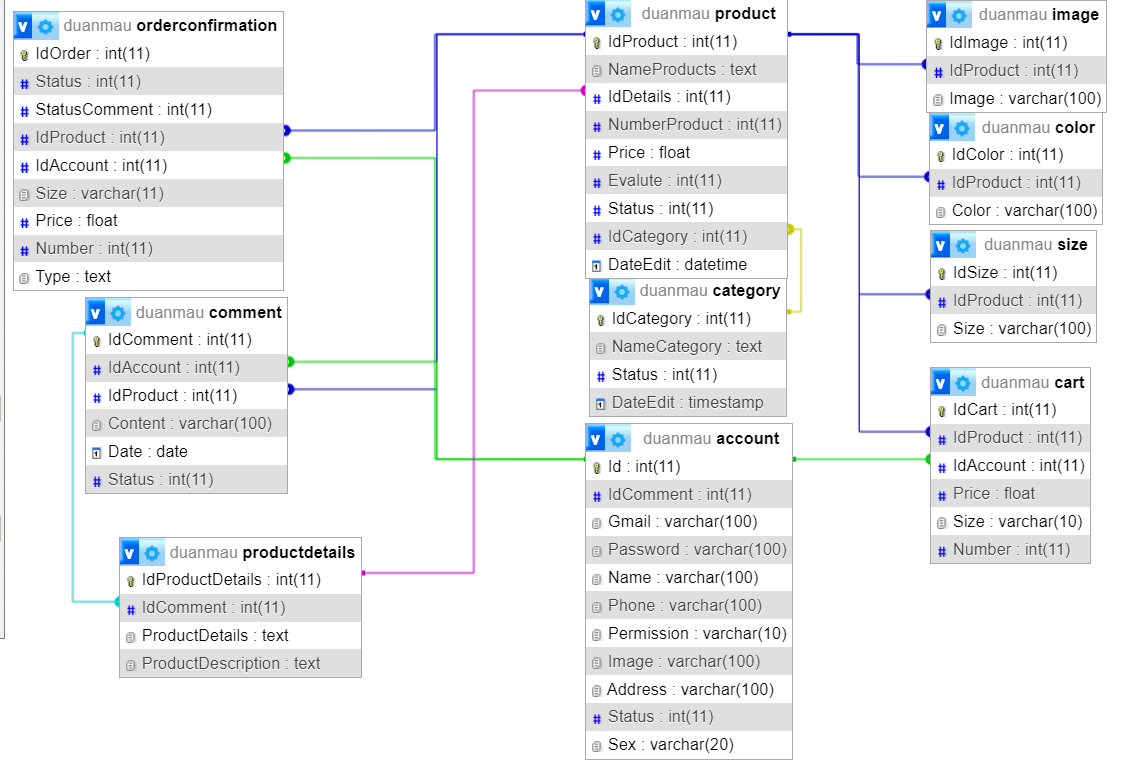 duanmau orderconfirmation
IdOrder : int(11)
Status : int(11)
StatusComment : int(11)
IdProduct : int(11)
IdAccount : int(11)
Size : varchar(11)
Price : float
Number : int(11)
Type : text
duanmau comment
IdComment : int(11)
IdAccount : int(11)
IdProduct : int(11)
Content : varchar(100)
Date : date
Status : int(11)
duanmau productdetails
IdProductDetails : int(11)
IdComment : int(11)
ProductDetails : text
ProductDescription : text
duanmau product
IdProduct : int(11)
NameProducts : text
IdDetails : int(11)
NumberProduct : int(11)
Price : float
Evalute : int(11)
Status : int(11)
IdCategory : int(11)
DateEdit : datetime
duanmau category
IdCategory : int(11)
NameCategory : text
Status : int(11)
DateEdit : timestamp
duanmau account
Id : int(11)
IdComment : int(11)
Gmail : varchar(100)
Password : varchar(100)
Name : varchar(100)
Phone : varchar(100)
Permission : varchar(10)
Image : varchar(100)
Address : varchar(100)
Status : int(11)
Sex : varchar(20)
duanmau image
IdImage : int(11)
IdProduct : int(11)
Image : varchar(100)
duanmau color
IdColor : int(11)
IdProduct : int(11)
Color : varchar(100)
duanmau size
IdSize : int(11)
IdProduct : int(11)
Size : varchar(100)
duanmau cart
IdCart : int(11)
IdProduct : int(11)
IdAccount : int(11)
Price : float
Size : varchar(10)
Number : int(11)